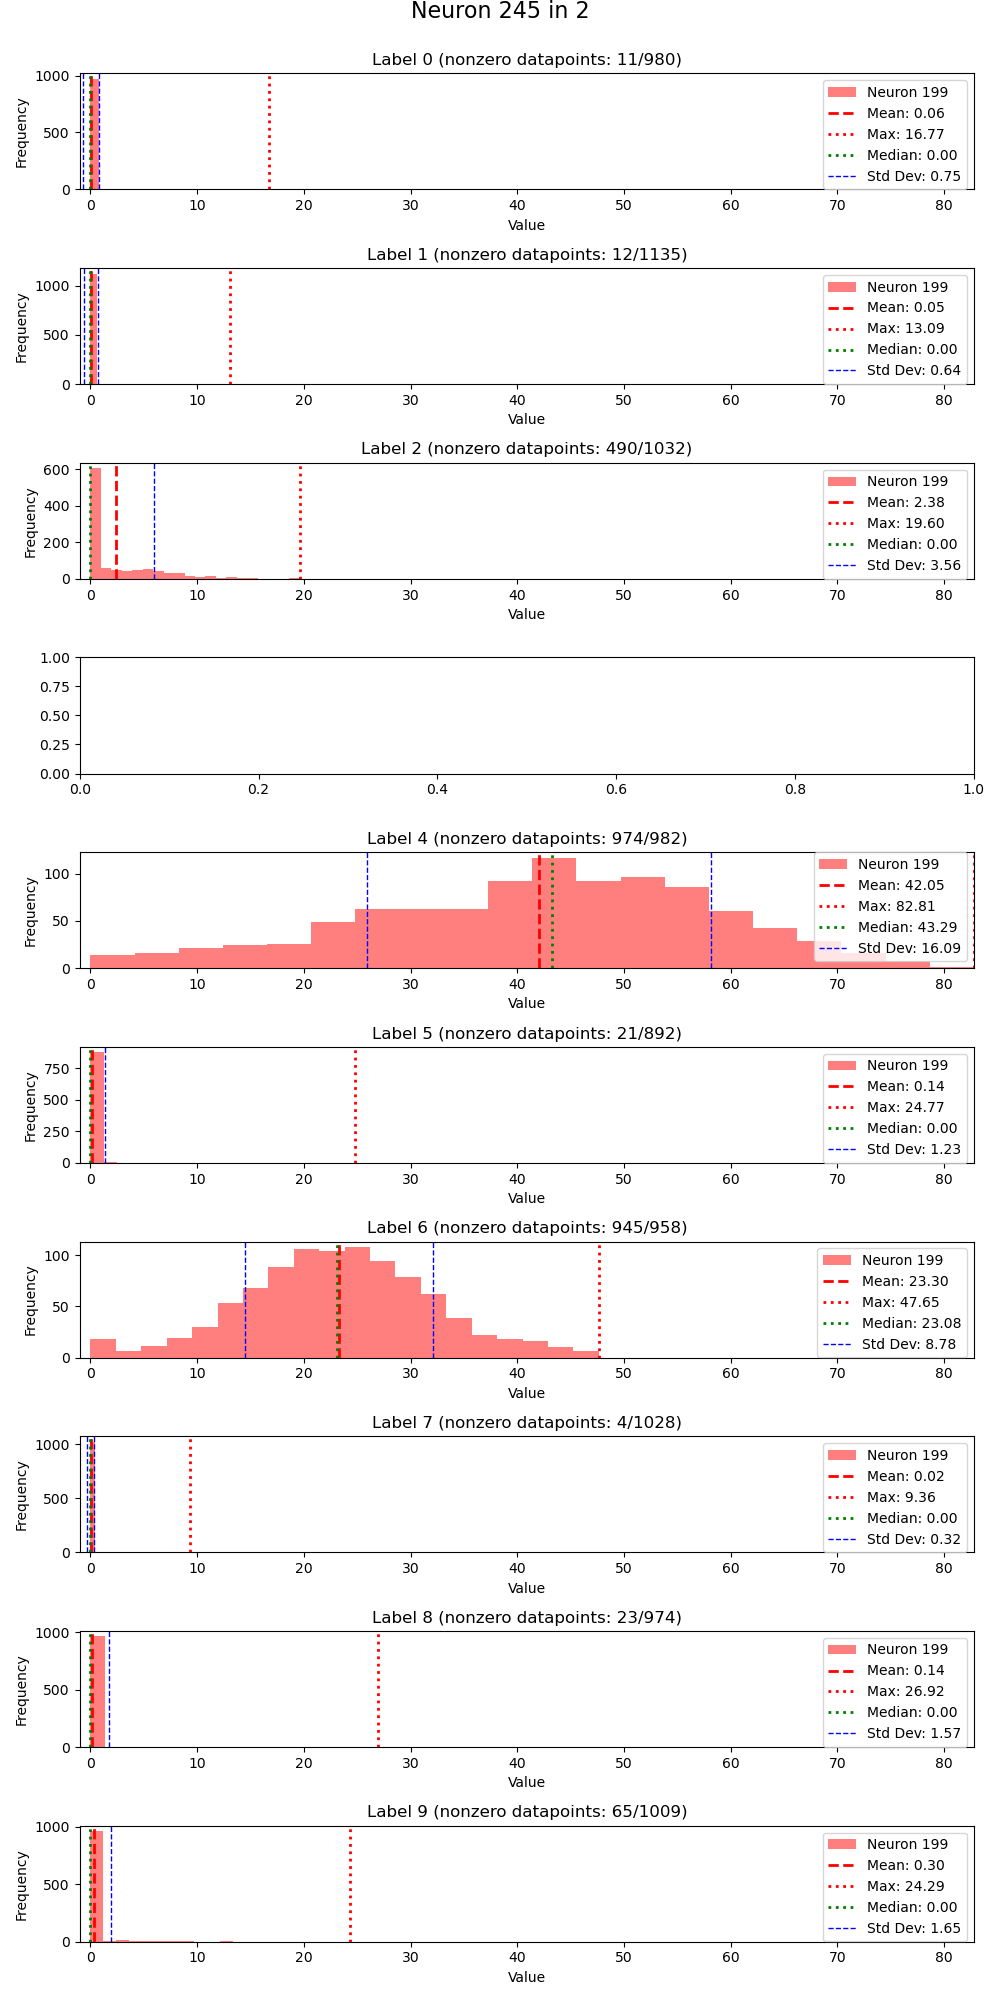 Neuron 245 in 2
Label 0 (nonzero datapoints: 11/980)
1000
500
0
Frequency
Neuron 199
Mean: 0.06
Max: 16.77
Median: 0.00
Std Dev: 0.75
0 10 20 30 40 50 60 70 80
Value
Label 1 (nonzero datapoints: 12/1135)
1000
500
0
Frequency
Neuron 199
Mean: 0.05
Max: 13.09
Median: 0.00
Std Dev: 0.64
0 10 20 30 40 50 60 70 80
Value
Label 2 (nonzero datapoints: 490/1032)
600
400
200
0
Frequency
Neuron 199
Mean: 2.38
Max: 19.60
Median: 0.00
Std Dev: 3.56
0 10 20 30 40 50 60 70 80
Value
1.00
0.75
0.50
0.25
0.00
0.0 0.2 0.4 0.6 0.8 1.0
Label 4 (nonzero datapoints: 974/982)
100
50
0
Frequency
Neuron 199
Mean: 42.05
Max: 82.81
Median: 43.29
Std Dev: 16.09
0 10 20 30 40 50 60 70 80
Value
Label 5 (nonzero datapoints: 21/892)
750
500
250
0
Frequency
Neuron 199
Mean: 0.14
Max: 24.77
Median: 0.00
Std Dev: 1.23
0 10 20 30 40 50 60 70 80
Value
Label 6 (nonzero datapoints: 945/958)
100
50
0
Frequency
Neuron 199
Mean: 23.30
Max: 47.65
Median: 23.08
Std Dev: 8.78
0 10 20 30 40 50 60 70 80
Value
Label 7 (nonzero datapoints: 4/1028)
1000
500
0
Frequency
Neuron 199
Mean: 0.02
Max: 9.36
Median: 0.00
Std Dev: 0.32
0 10 20 30 40 50 60 70 80
Value
Label 8 (nonzero datapoints: 23/974)
1000
500
0
Frequency
Neuron 199
Mean: 0.14
Max: 26.92
Median: 0.00
Std Dev: 1.57
0 10 20 30 40 50 60 70 80
Value
Label 9 (nonzero datapoints: 65/1009)
1000
500
0
Frequency
Neuron 199
Mean: 0.30
Max: 24.29
Median: 0.00
Std Dev: 1.65
0 10 20 30 40 50 60 70 80
Value